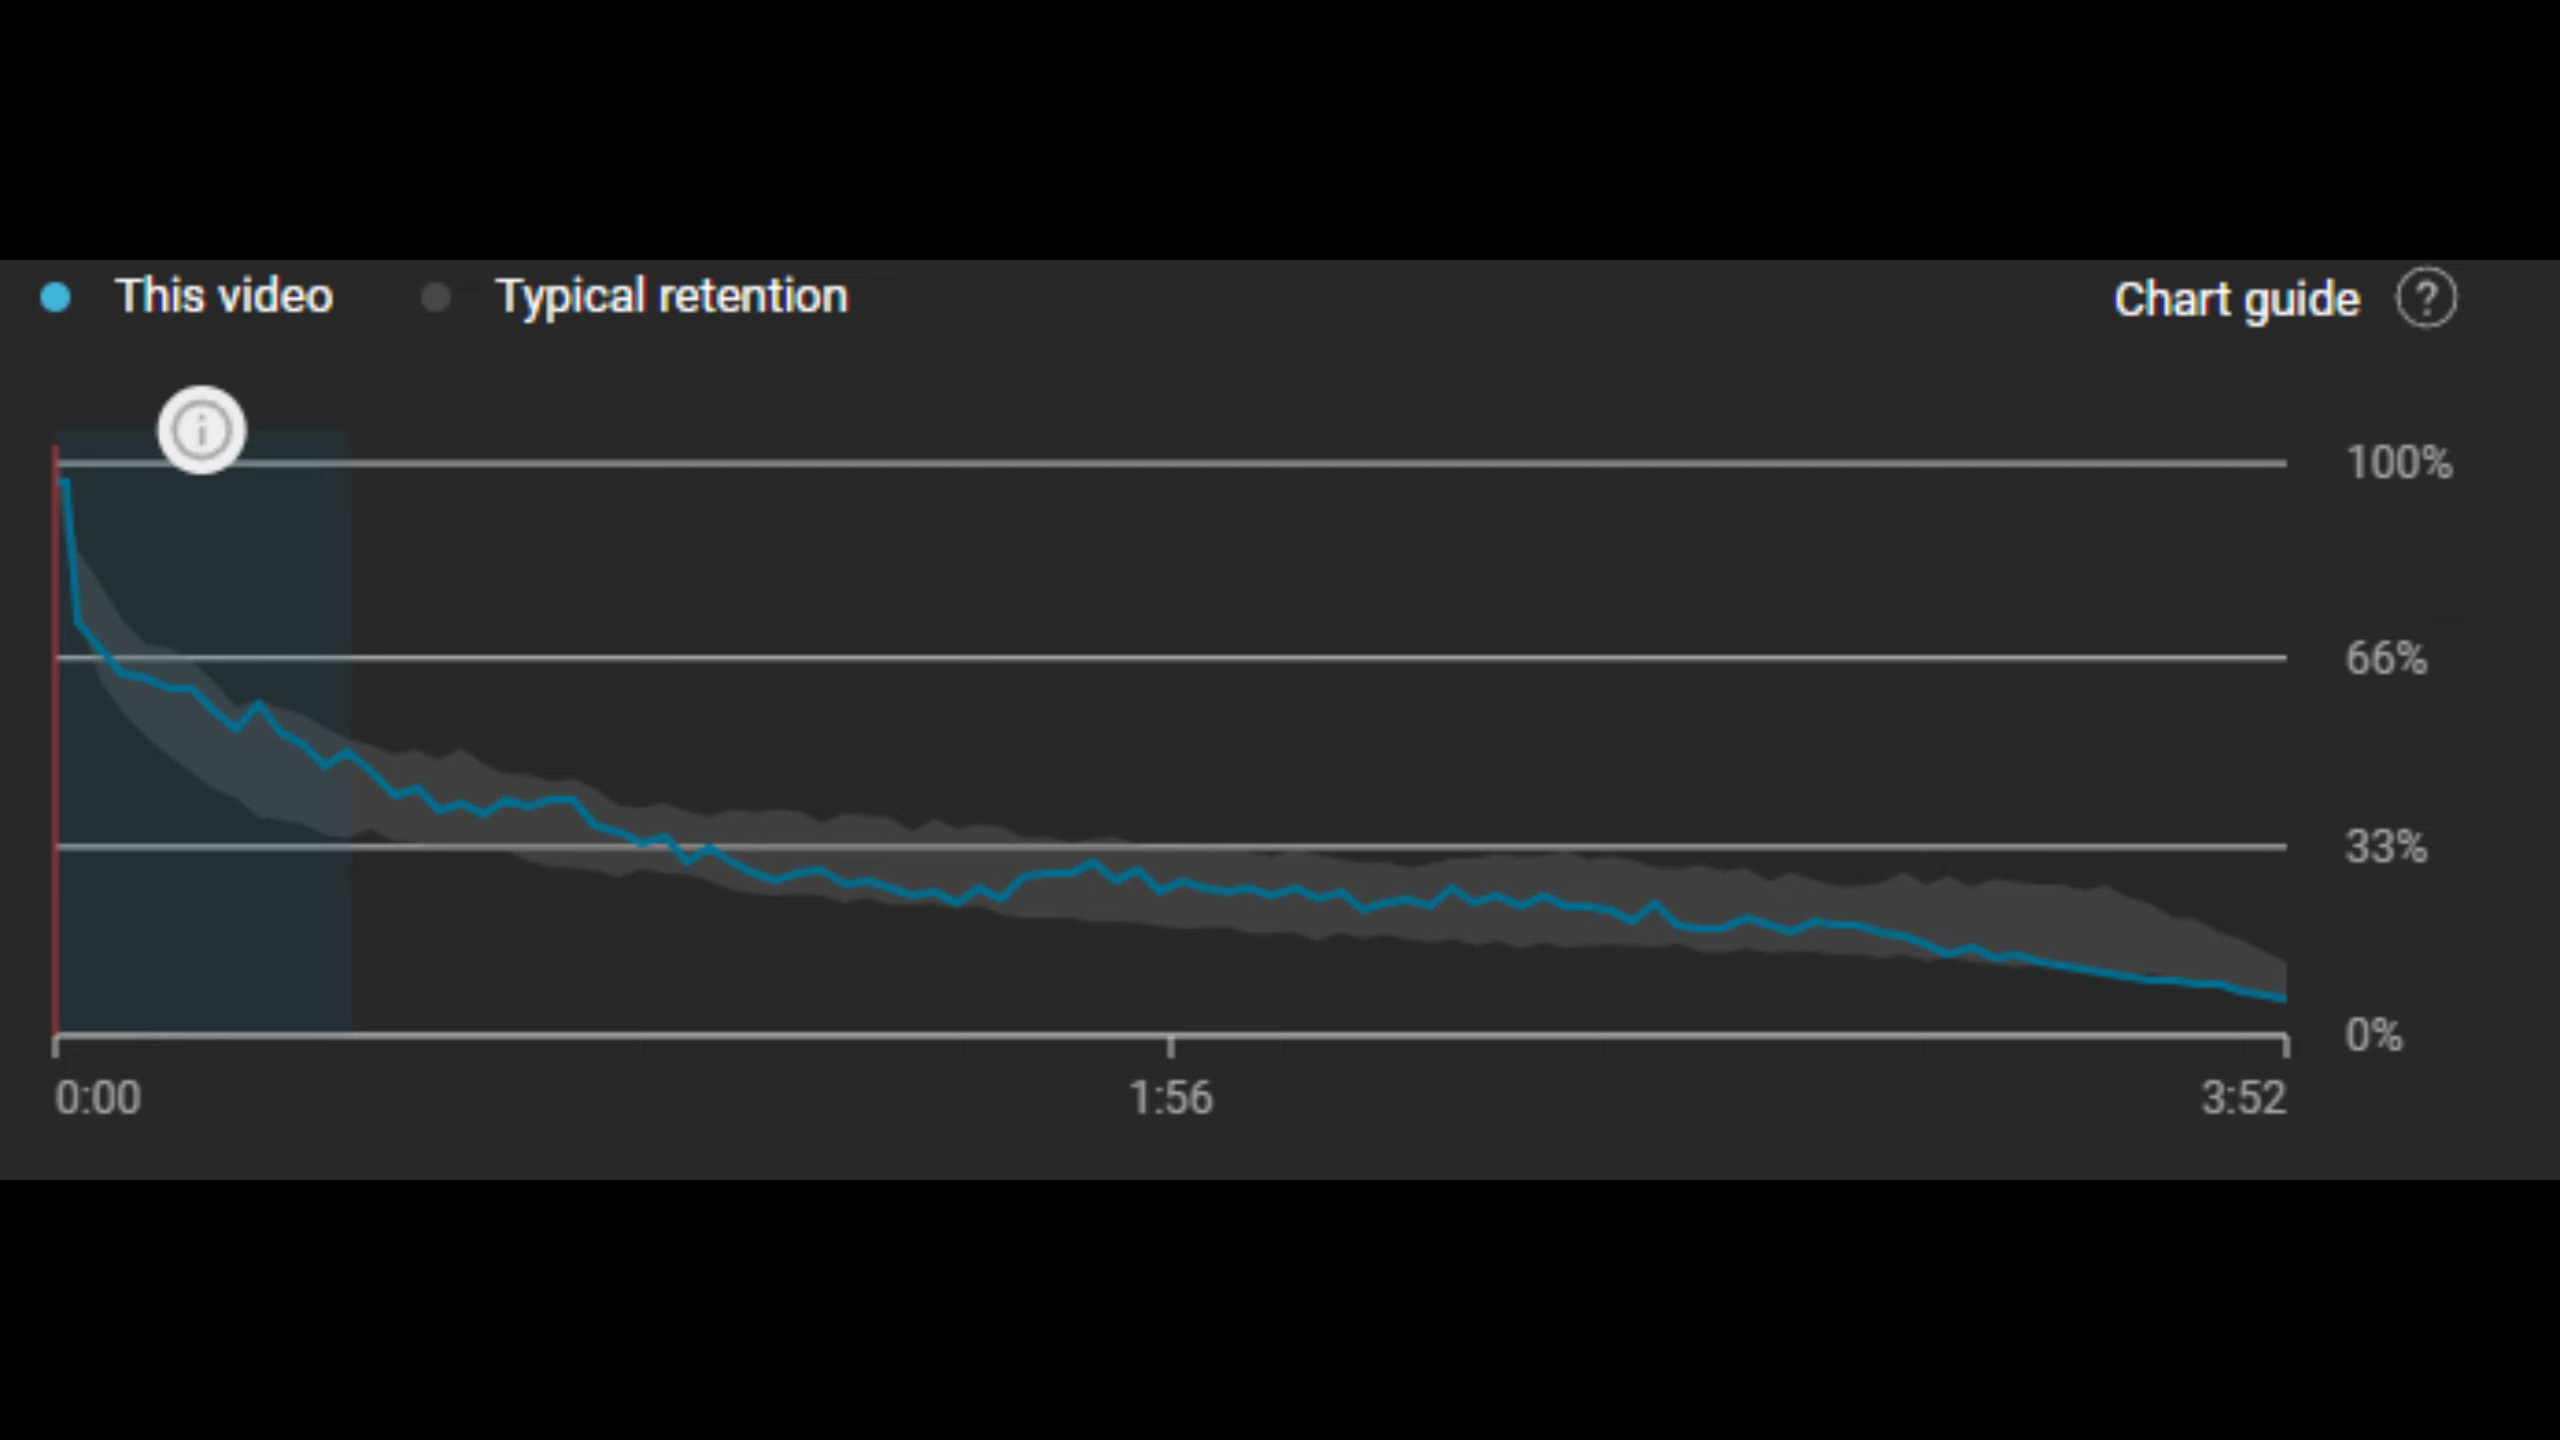 This video
Typical retention
Chart guide ?
i
100%
66%
33%
0%
0:00
1:56
3:52